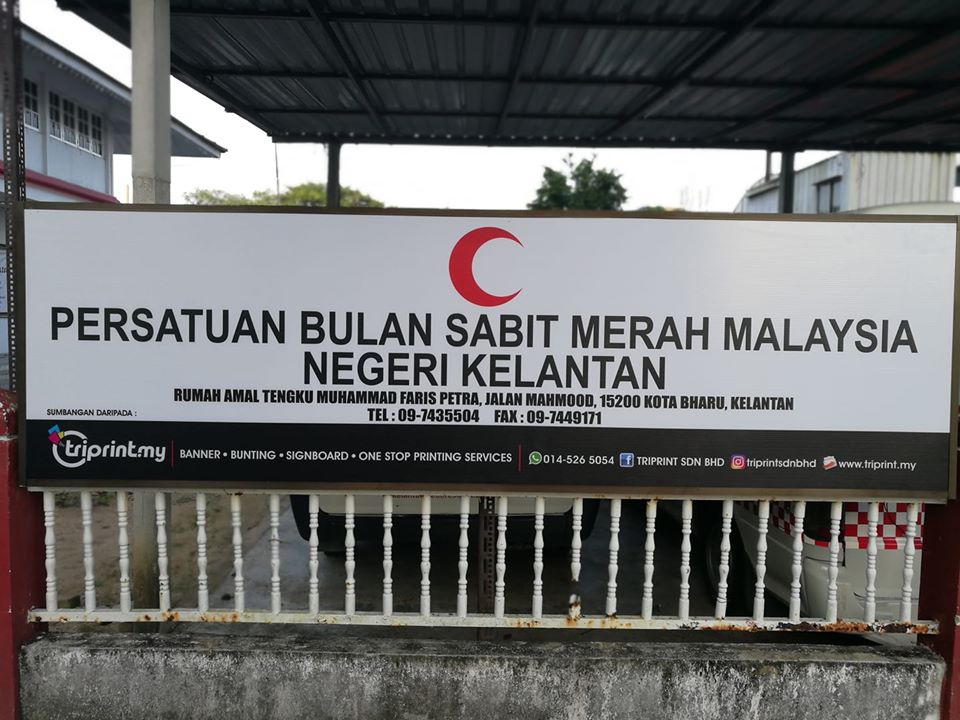 PERSATUAN BULAN SABIT MERAH MALAYSIA
NEGERI KELANTAN
RUMAH AMAL TENGKU MUHAMMAD FARIS PETRA, JALAN MAHMOOD, 15200 KOTA BHARU, KELANTAN
TEL : 09-7435504 FAX : 09-7449171
SUMBANGAN DARIPADA :
triprint.my BANNER • BUNTING • SIGNBOARD • ONE STOP PRINTING SERVICES 014-526 5054 TRIPRINT SDN BHD triprintsdnbhd www.triprint.my